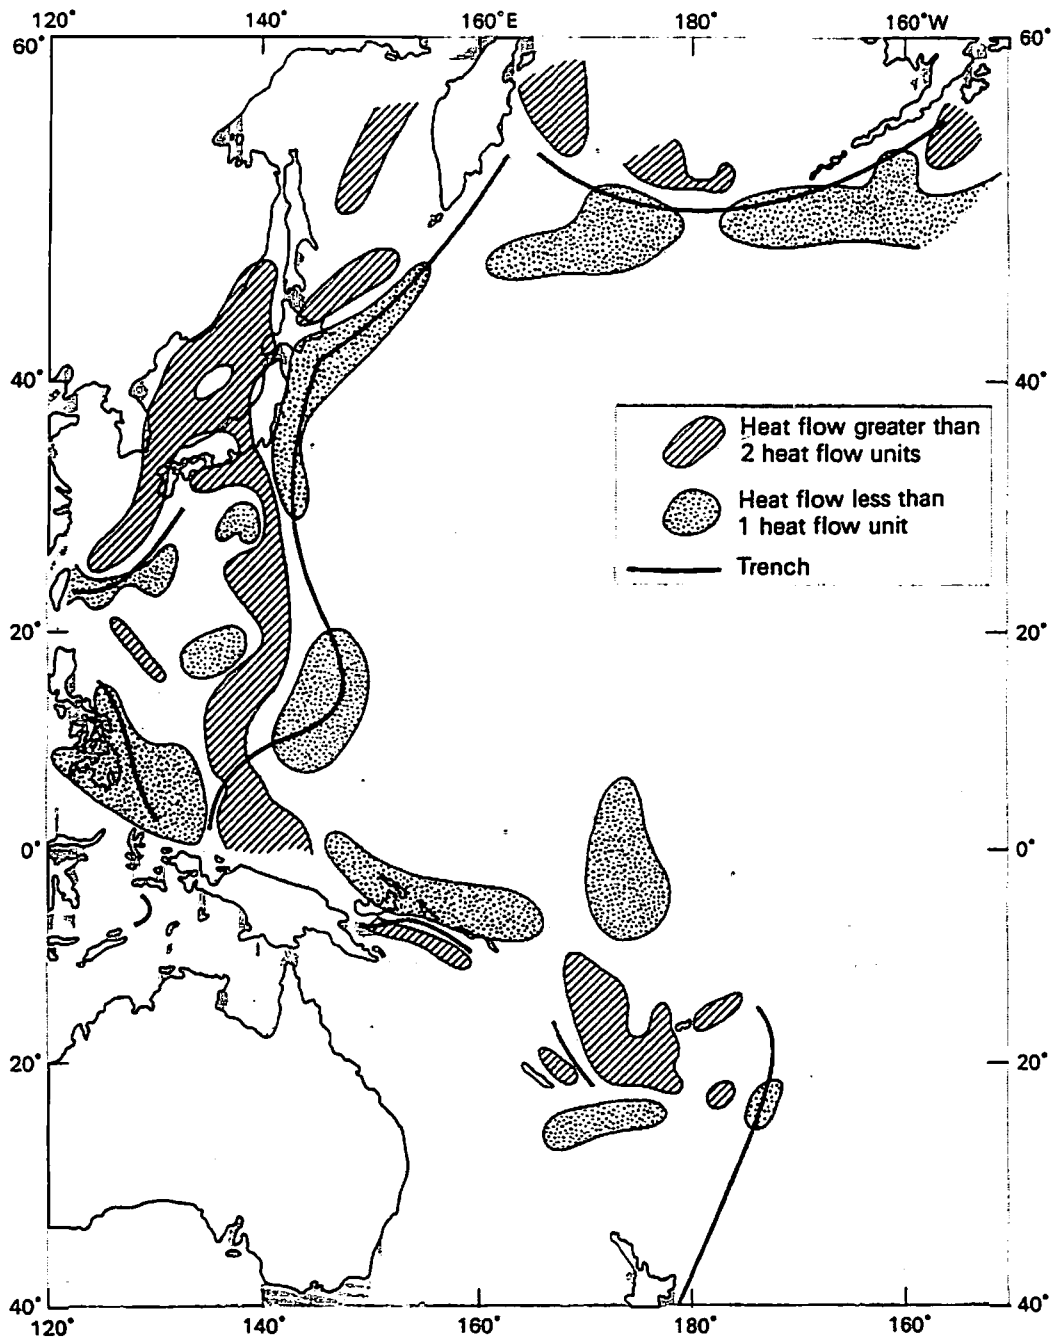 120° 140° 160°E 180° 160°W
60° 60°
40° 40°
Heat flow greater than
2 heat flow units
Heat flow less than
1 heat flow unit
Trench
20° 20°
0° 0°
20° 20°
40° 40°
120° 140° 160° 180° 160°